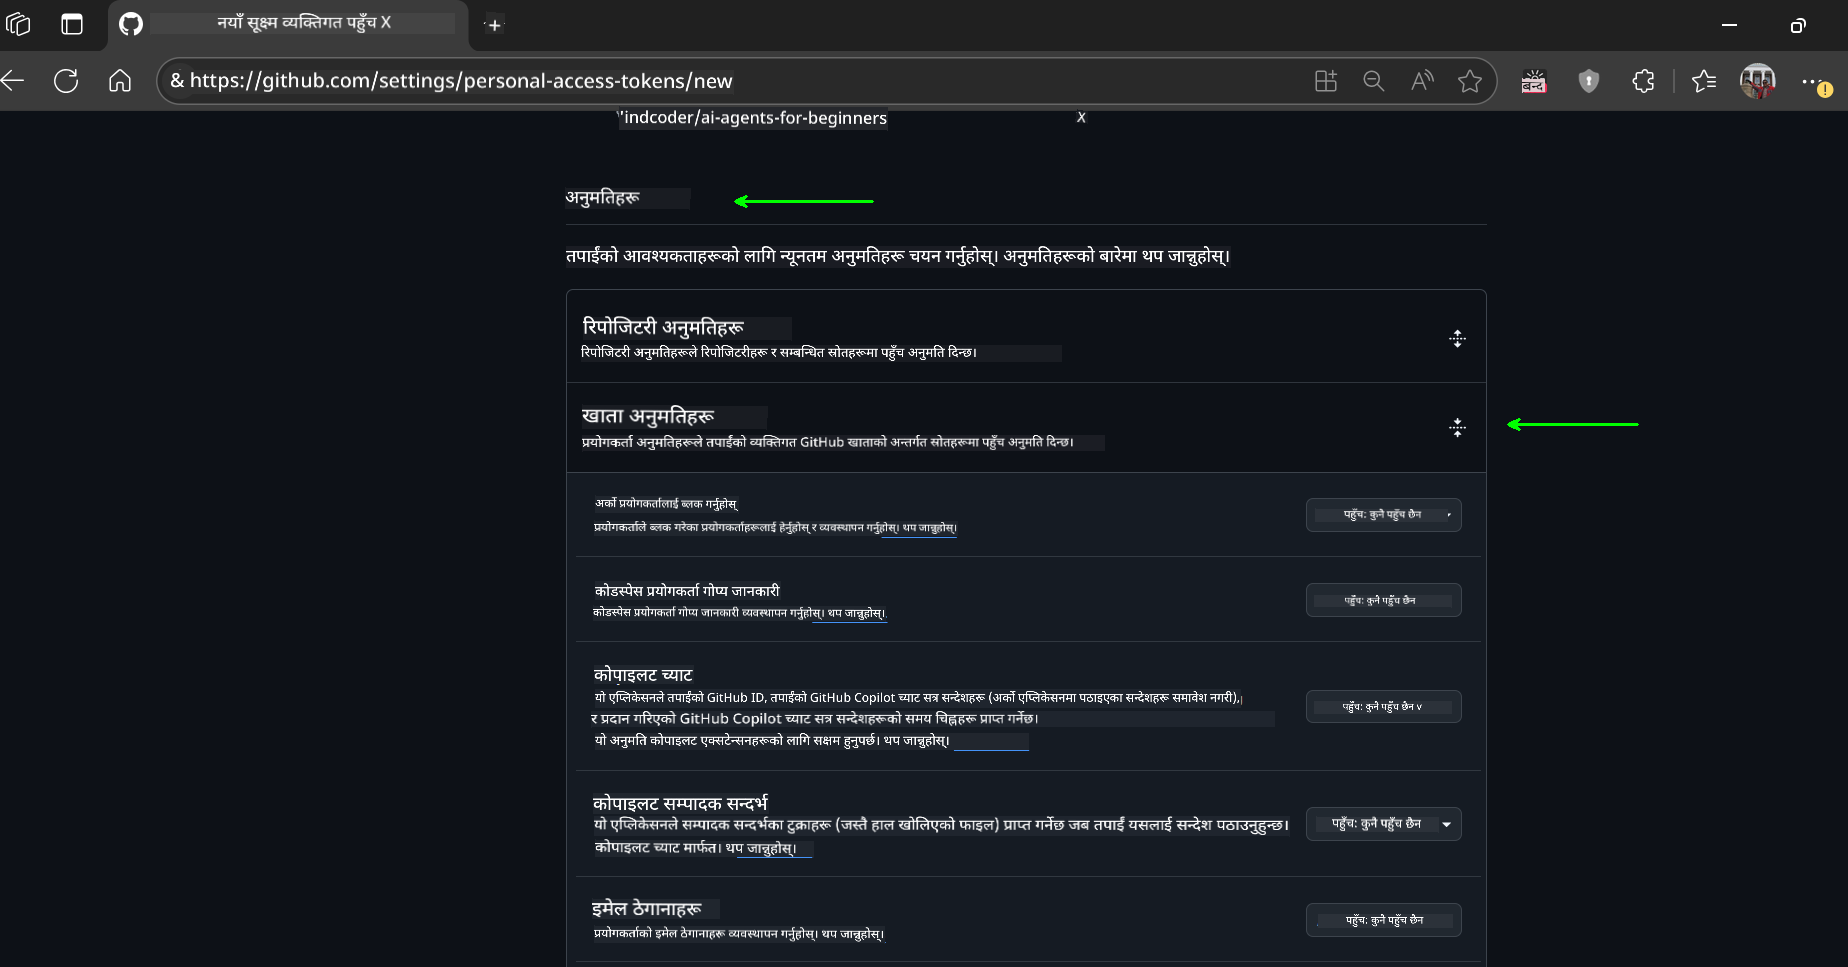 नयाँ सूक्ष्म व्यक्तिगत पहुँच X
+
& https://github.com/settings/personal-access-tokens/new
बन्द
'indcoder/ai-agents-for-beginners X
अनुमतिहरू
तपाईंको आवश्यकताहरूको लागि न्यूनतम अनुमतिहरू चयन गर्नुहोस्। अनुमतिहरूको बारेमा थप जान्नुहोस्।
रिपोजिटरी अनुमतिहरू
रिपोजिटरी अनुमतिहरूले रिपोजिटरीहरू र सम्बन्धित स्रोतहरूमा पहुँच अनुमति दिन्छ।
खाता अनुमतिहरू
प्रयोगकर्ता अनुमतिहरूले तपाईंको व्यक्तिगत GitHub खाताको अन्तर्गत स्रोतहरूमा पहुँच अनुमति दिन्छ।
अर्को प्रयोगकर्तालाई ब्लक गर्नुहोस्
पहुँच: कुनै पहुँच छैन
प्रयोगकर्ताले ब्लक गरेका प्रयोगकर्ताहरूलाई हेर्नुहोस् र व्यवस्थापन गर्नुहोस्। थप जान्नुहोस्।
कोडस्पेस प्रयोगकर्ता गोप्य जानकारी
पहुँच: कुनै पहुँच छैन
कोडस्पेस प्रयोगकर्ता गोप्य जानकारी व्यवस्थापन गर्नुहोस्। थप जान्नुहोस्।
कोपाइलट च्याट
यो एप्लिकेसनले तपाईंको GitHub ID, तपाईंको GitHub Copilot च्याट सत्र सन्देशहरू (अर्को एप्लिकेसनमा पठाइएका सन्देशहरू समावेश नगरी),
पहुँच: कुनै पहुँच छैन v
र प्रदान गरिएको GitHub Copilot च्याट सत्र सन्देशहरूको समय चिह्नहरू प्राप्त गर्नेछ।
यो अनुमति कोपाइलट एक्सटेन्सनहरूको लागि सक्षम हुनुपर्छ। थप जान्नुहोस्।
कोपाइलट सम्पादक सन्दर्भ
यो एप्लिकेसनले सम्पादक सन्दर्भका टुक्राहरू (जस्तै हाल खोलिएको फाइल) प्राप्त गर्नेछ जब तपाईं यसलाई सन्देश पठाउनुहुन्छ।
पहुँच: कुनै पहुँच छैन
कोपाइलट च्याट मार्फत। थप जान्नुहोस्।
इमेल ठेगानाहरू
पहुँच: कुनै पहुँच छैन
प्रयोगकर्ताको इमेल ठेगानाहरू व्यवस्थापन गर्नुहोस्। थप जान्नुहोस्।